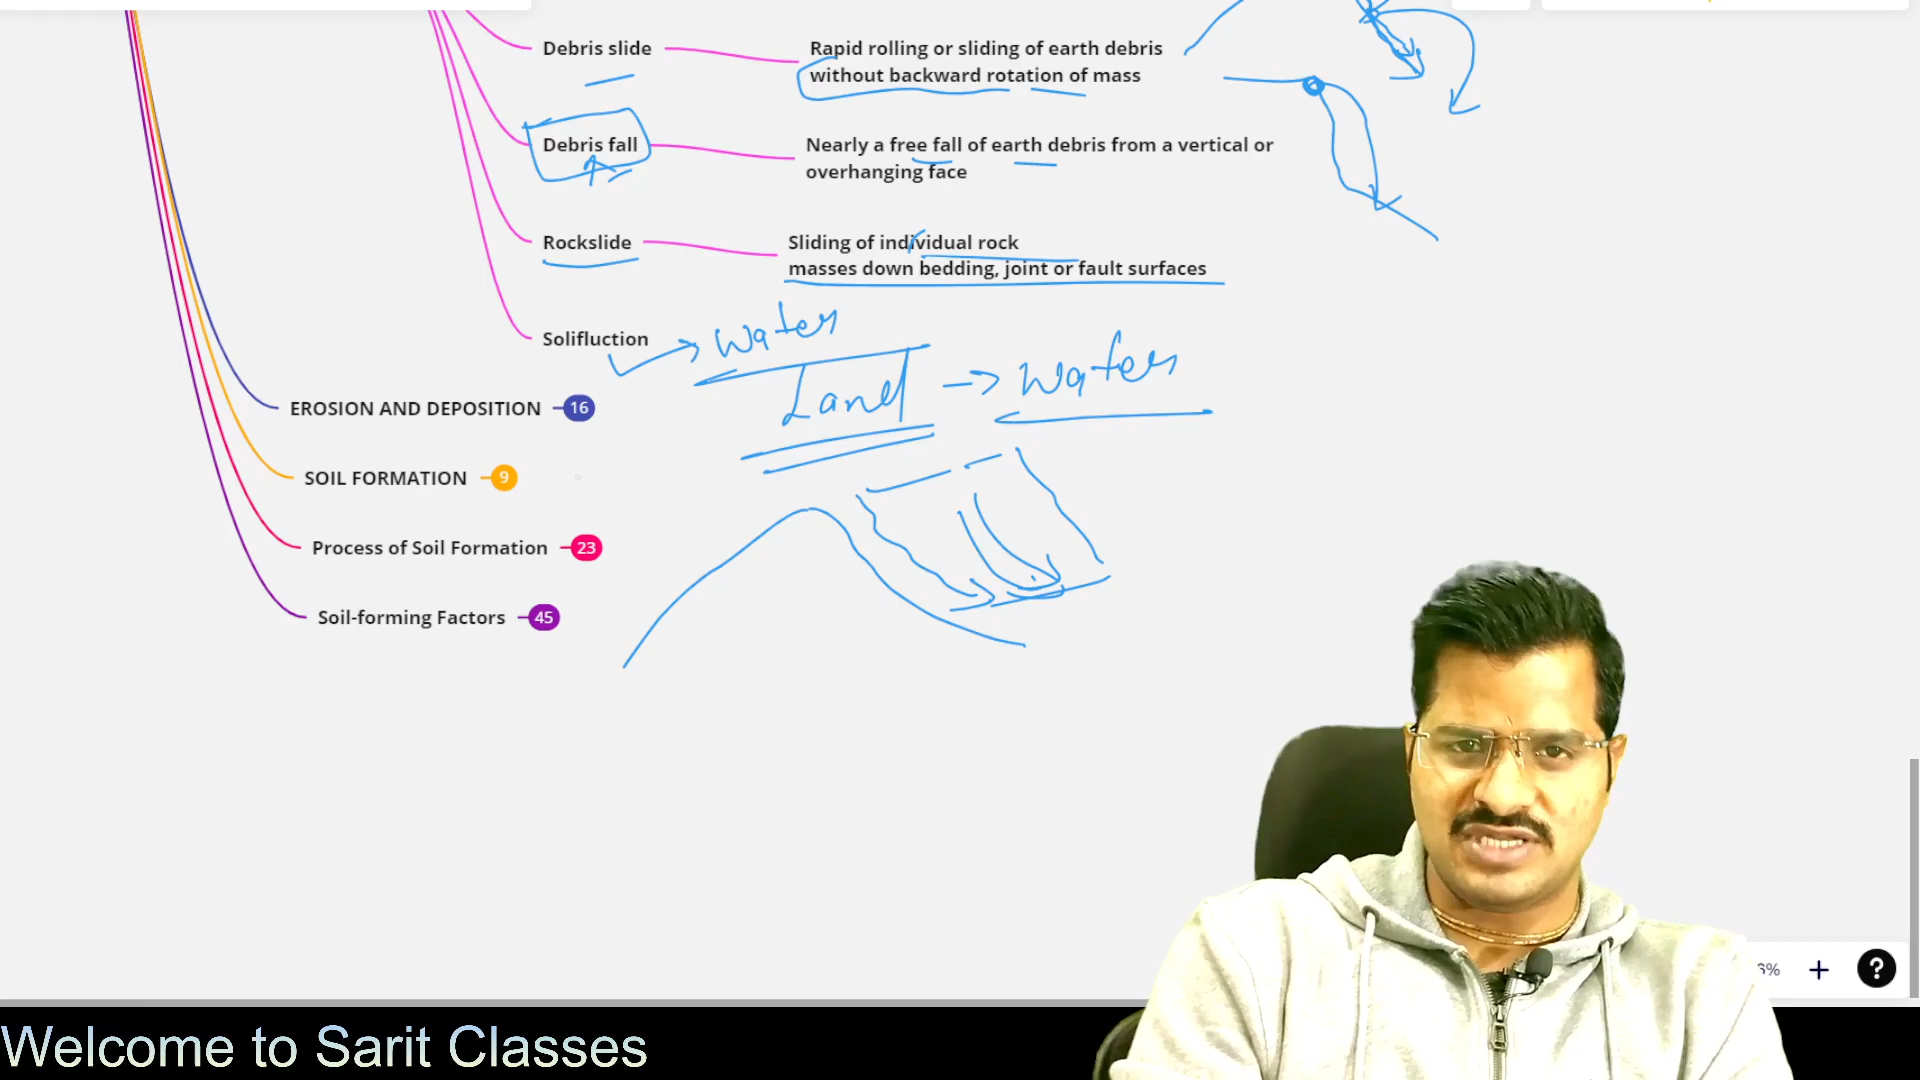 Debris slide
Rapid rolling or sliding of earth debris
without backward rotation of mass
Debris fall
Nearly a free fall of earth debris from a vertical or
overhanging face
Rockslide
Sliding of individual rock
masses down bedding, joint or fault surfaces
Solifluction
Water
Land → Water
EROSION AND DEPOSITION 16
SOIL FORMATION 9
Process of Soil Formation 23
Soil-forming Factors 45
6%
+
?
Welcome to Sarit Classes